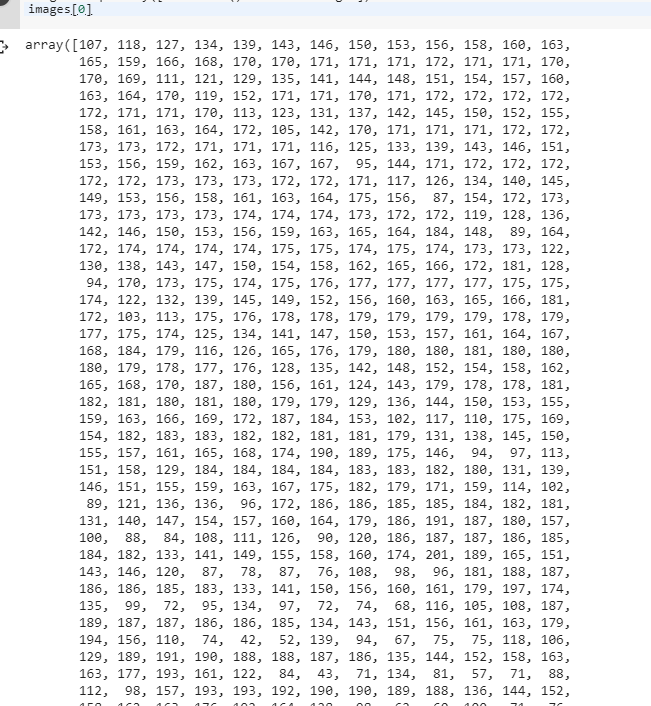 images[0]
array([107, 118, 127, 134, 139, 143, 146, 150, 153, 156, 158, 160, 163,
165, 159, 166, 168, 170, 170, 171, 171, 171, 172, 171, 171, 170,
170, 169, 111, 121, 129, 135, 141, 144, 148, 151, 154, 157, 160,
163, 164, 170, 119, 152, 171, 171, 170, 171, 172, 172, 172, 172,
172, 171, 171, 170, 113, 123, 131, 137, 142, 145, 150, 152, 155,
158, 161, 163, 164, 172, 105, 142, 170, 171, 171, 171, 172, 172,
173, 173, 172, 171, 171, 171, 116, 125, 133, 139, 143, 146, 151,
153, 156, 159, 162, 163, 167, 167, 95, 144, 171, 172, 172, 172,
172, 172, 173, 173, 173, 172, 172, 171, 117, 126, 134, 140, 145,
149, 153, 156, 158, 161, 163, 164, 175, 156, 87, 154, 172, 173,
173, 173, 173, 173, 174, 174, 174, 173, 172, 172, 119, 128, 136,
142, 146, 150, 153, 156, 159, 163, 165, 164, 184, 148, 89, 164,
172, 174, 174, 174, 174, 175, 175, 174, 175, 174, 173, 173, 122,
130, 138, 143, 147, 150, 154, 158, 162, 165, 166, 172, 181, 128,
94, 170, 173, 175, 174, 175, 176, 177, 177, 177, 177, 175, 175,
174, 122, 132, 139, 145, 149, 152, 156, 160, 163, 165, 166, 181,
172, 103, 113, 175, 176, 178, 178, 179, 179, 179, 179, 178, 179,
177, 175, 174, 125, 134, 141, 147, 150, 153, 157, 161, 164, 167,
168, 184, 179, 116, 126, 165, 176, 179, 180, 180, 181, 180, 180,
180, 179, 178, 177, 176, 128, 135, 142, 148, 152, 154, 158, 162,
165, 168, 170, 187, 180, 156, 161, 124, 143, 179, 178, 178, 181,
182, 181, 180, 181, 180, 179, 179, 129, 136, 144, 150, 153, 155,
159, 163, 166, 169, 172, 187, 184, 153, 102, 117, 110, 175, 169,
154, 182, 183, 183, 182, 182, 181, 181, 179, 131, 138, 145, 150,
155, 157, 161, 165, 168, 174, 190, 189, 175, 146, 94, 97, 113,
151, 158, 129, 184, 184, 184, 184, 183, 183, 182, 180, 131, 139,
146, 151, 155, 159, 163, 167, 175, 182, 179, 171, 159, 114, 102,
89, 121, 136, 136, 96, 172, 186, 186, 185, 185, 184, 182, 181,
131, 140, 147, 154, 157, 160, 164, 179, 186, 191, 187, 180, 157,
100, 88, 84, 108, 111, 126, 90, 120, 186, 187, 187, 186, 185,
184, 182, 133, 141, 149, 155, 158, 160, 174, 201, 189, 165, 151,
143, 146, 120, 87, 78, 87, 76, 108, 98, 96, 181, 188, 187,
186, 186, 185, 183, 133, 141, 150, 156, 160, 161, 179, 197, 174,
135, 99, 72, 95, 134, 97, 72, 74, 68, 116, 105, 108, 187,
189, 187, 187, 186, 186, 185, 134, 143, 151, 156, 161, 163, 179,
194, 156, 110, 74, 42, 52, 139, 94, 67, 75, 75, 118, 106,
129, 189, 191, 190, 188, 188, 187, 186, 135, 144, 152, 158, 163,
163, 177, 193, 161, 122, 84, 43, 71, 134, 81, 57, 71, 88,
112, 98, 157, 193, 193, 192, 190, 190, 189, 188, 136, 144, 152,